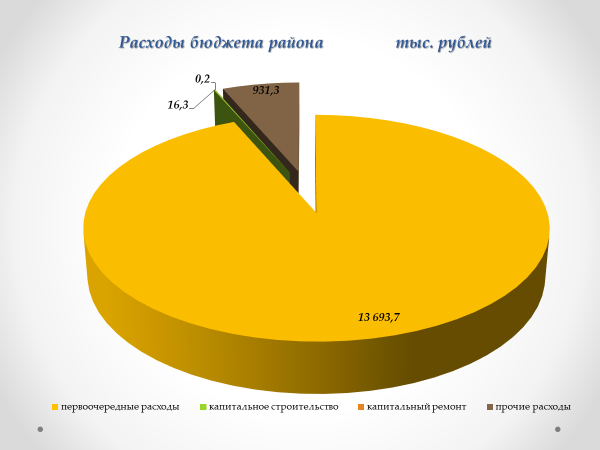 Расходы бюджета района тыс. рублей
0,2
931,3
16,3
13 693,7
первоочередные расходы капитальное строительство капитальный ремонт прочие расходы